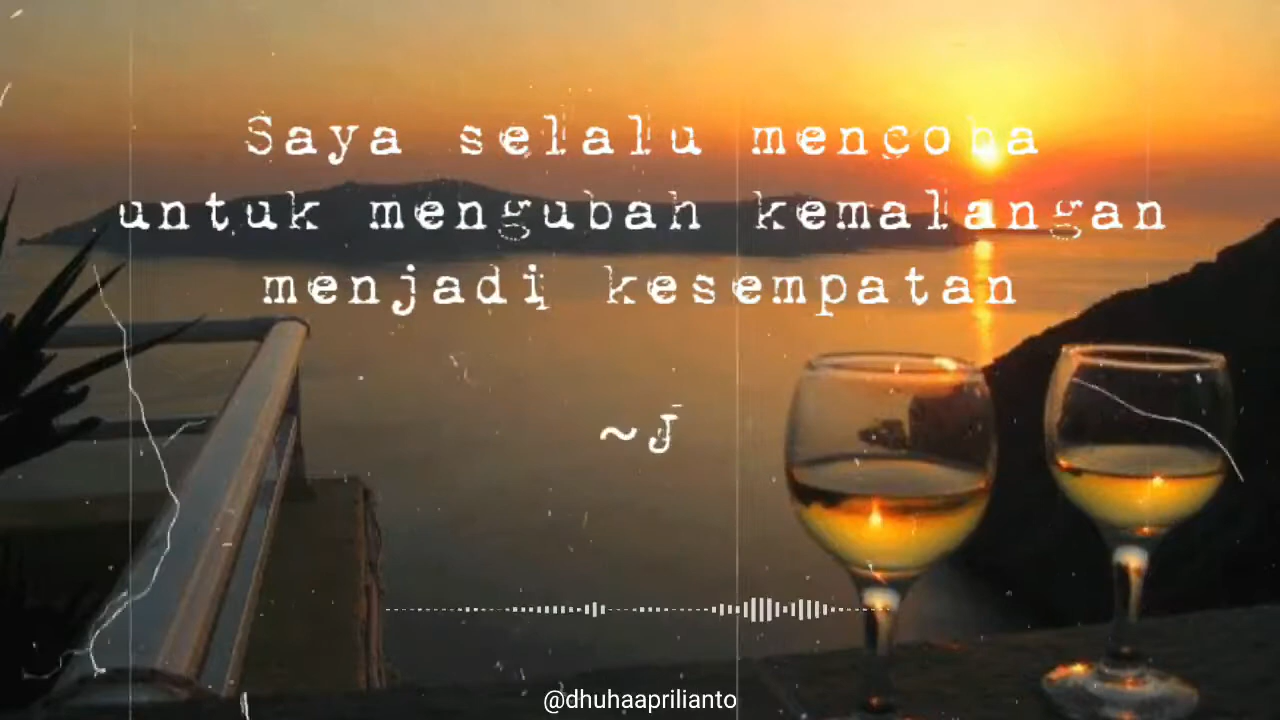 Saya selalu mencoba
untuk mengubah kemalangan
menjadi kesempatan
~J
@dhuhaaprilianto